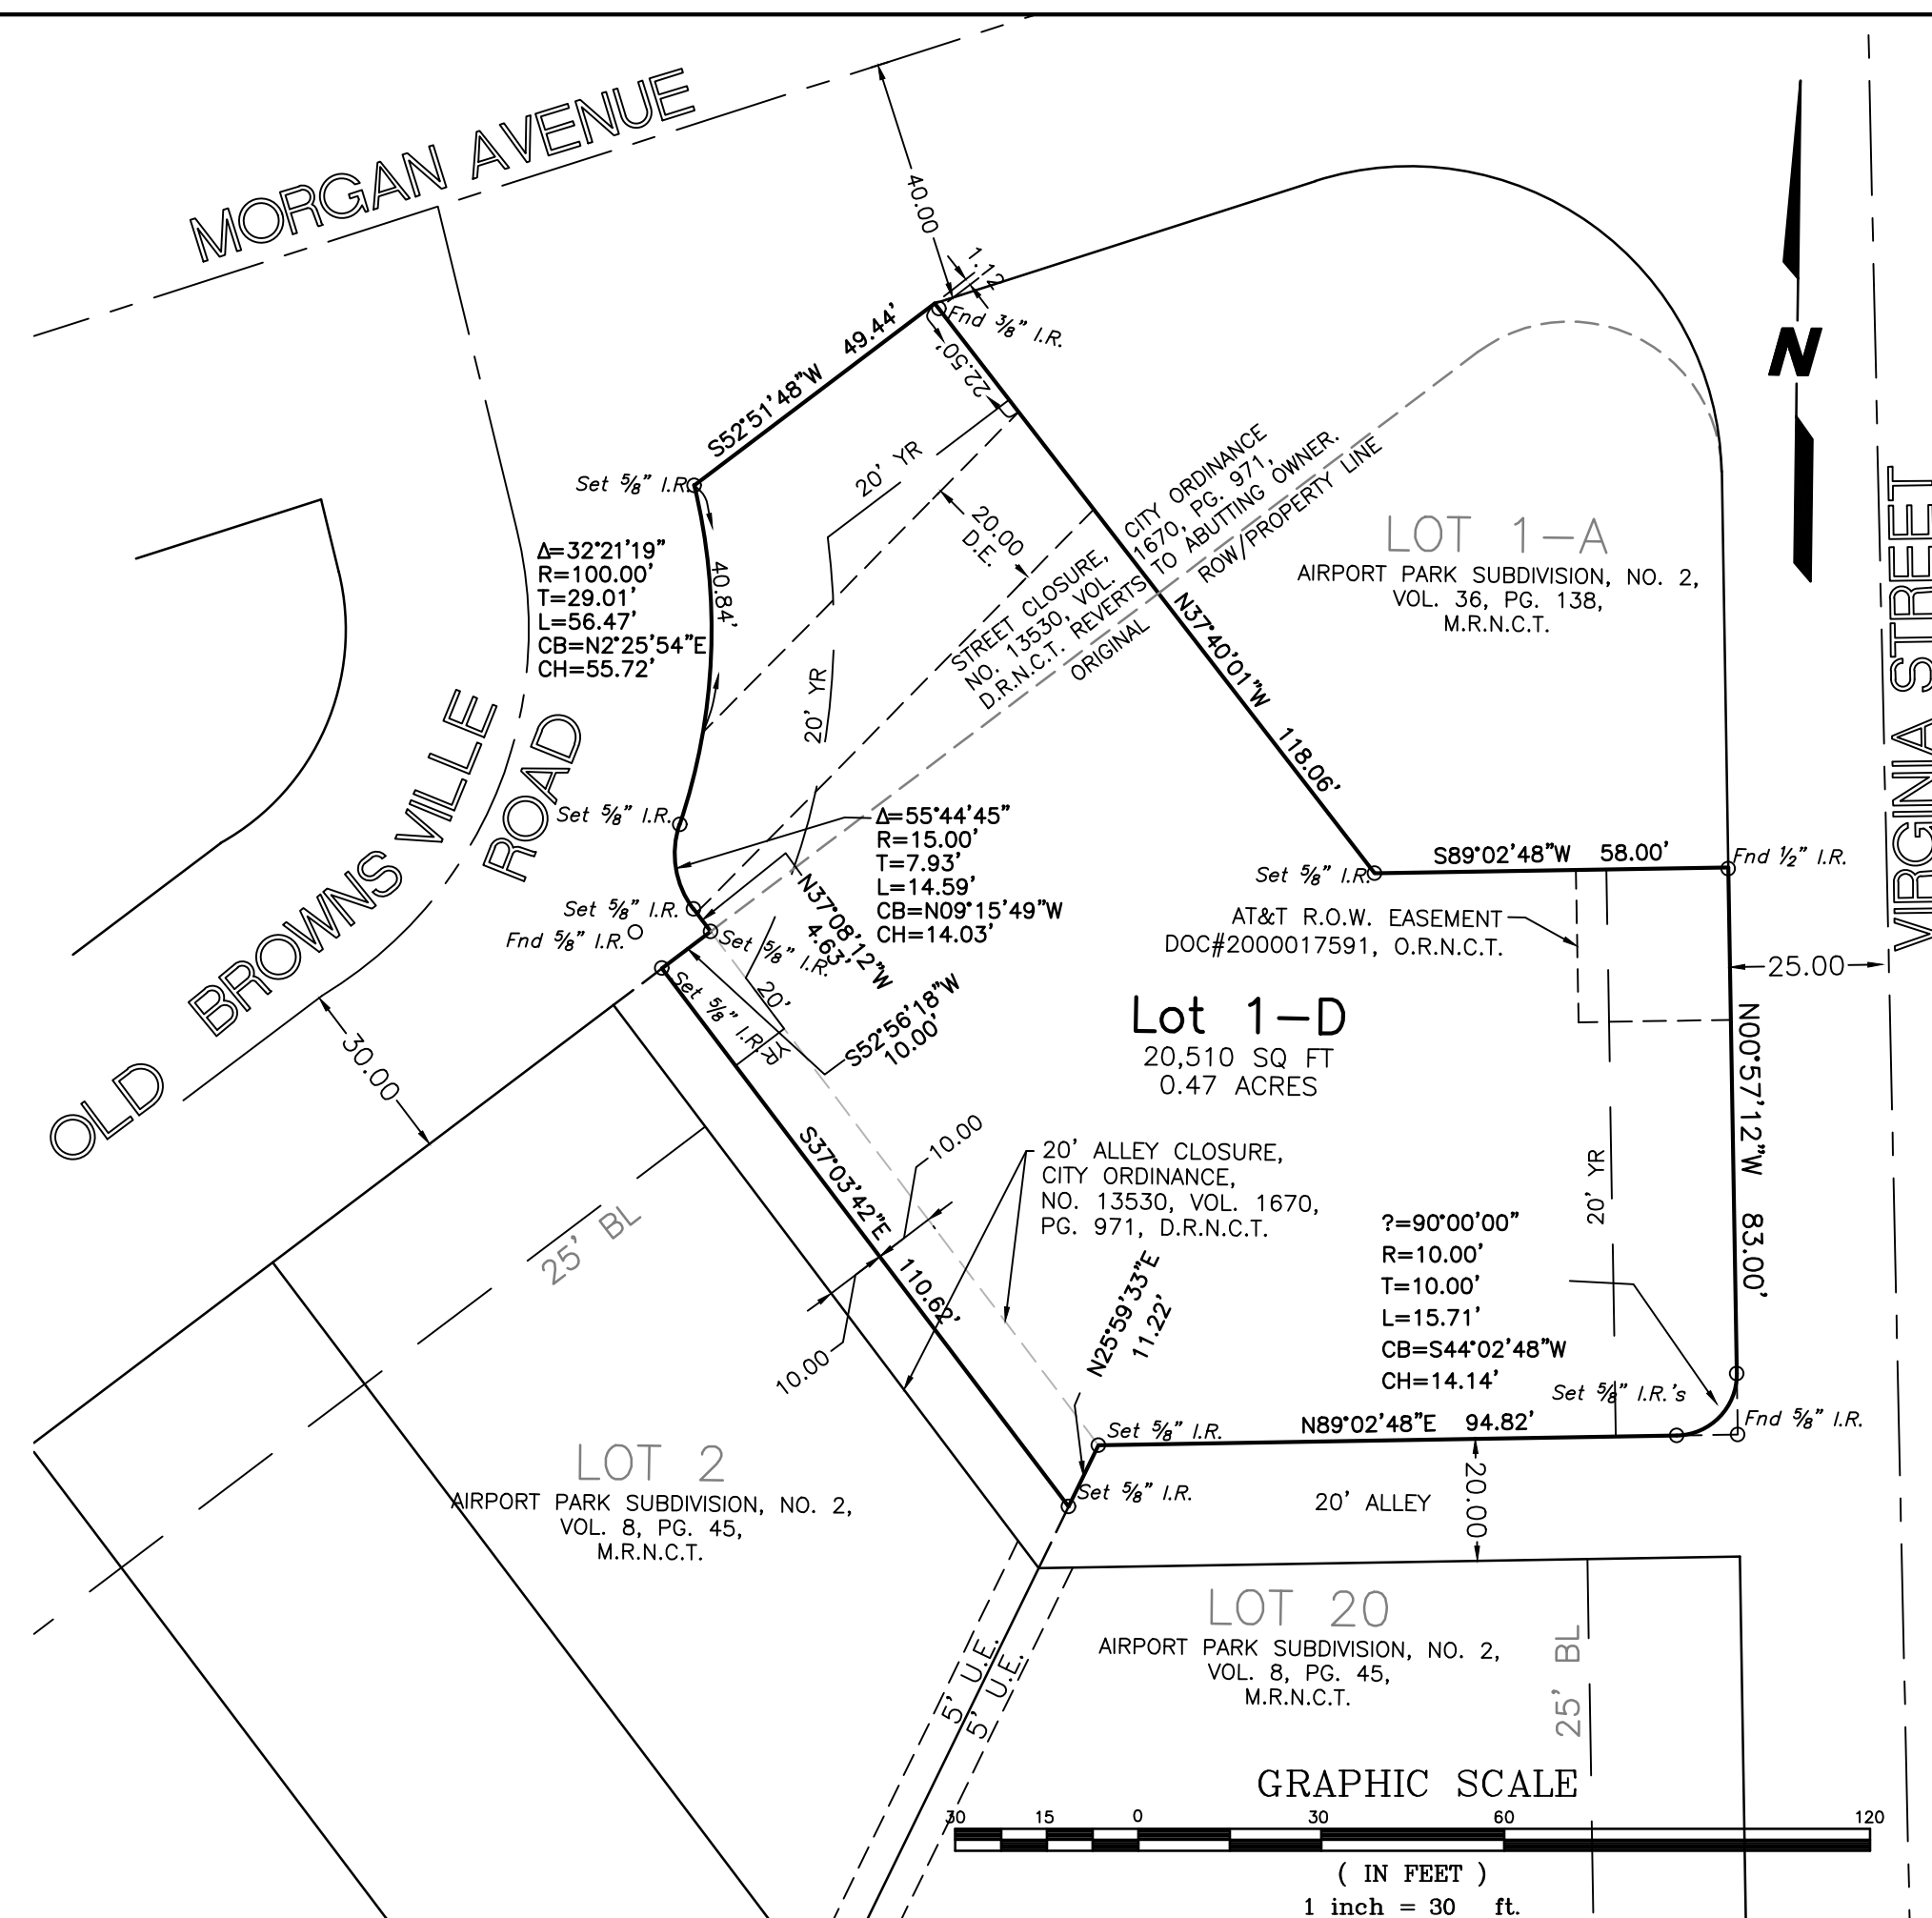 MORGAN AVENUE
40.00
1.12
Fnd 3/8" I.R.
S52°51'48"W 49.44'
22.50'
N
Set 5/8" I.R.
20' YR
20.00
D.E.
Δ=32°21'19"
R=100.00'
T=29.01'
L=56.47'
CB=N2°25'54"E
CH=55.72'
40.84'
STREET CLOSURE, CITY ORDINANCE
NO. 13530, VOL. 1670, PG. 971,
D.R.N.C.T. REVERTS TO ABUTTING OWNER.
ORIGINAL ROW/PROPERTY LINE
LOT 1-A
AIRPORT PARK SUBDIVISION, NO. 2,
VOL. 36, PG. 138,
M.R.N.C.T.
VIRGINIA STREET
N37°40'01"W 118.06'
20' YR
OLD BROWNS VILLE
ROAD
30.00
Set 5/8" I.R.
Δ=55°44'45"
R=15.00'
T=7.93'
L=14.59'
CB=N09°15'49"W
CH=14.03'
Set 5/8" I.R.
Fnd 5/8" I.R.
Set 5/8" I.R.
N37°08'12"W
4.63'
Set 5/8" I.R.
20'
YR
S52°56'18"W
10.00'
S89°02'48"W 58.00'
Set 5/8" I.R.
Fnd 1/2" I.R.
AT&T R.O.W. EASEMENT
DOC#2000017591, O.R.N.C.T.
25.00
Lot 1-D
20,510 SQ FT
0.47 ACRES
N00°57'12"W 83.00'
20' YR
S37°03'42"E 110.62'
10.00
10.00
20' ALLEY CLOSURE,
CITY ORDINANCE,
NO. 13530, VOL. 1670,
PG. 971, D.R.N.C.T.
N25°59'33"E
11.22'
?=90°00'00"
R=10.00'
T=10.00'
L=15.71'
CB=S44°02'48"W
CH=14.14'
Set 5/8" I.R.'s
Fnd 5/8" I.R.
Set 5/8" I.R.
N89°02'48"E 94.82'
Set 5/8" I.R.
20' ALLEY
20.00
25' BL
LOT 2
AIRPORT PARK SUBDIVISION, NO. 2,
VOL. 8, PG. 45,
M.R.N.C.T.
LOT 20
AIRPORT PARK SUBDIVISION, NO. 2,
VOL. 8, PG. 45,
M.R.N.C.T.
5' U.E.
5' U.E.
25' BL
GRAPHIC SCALE
30 15 0 30 60 120
( IN FEET )
1 inch = 30 ft.